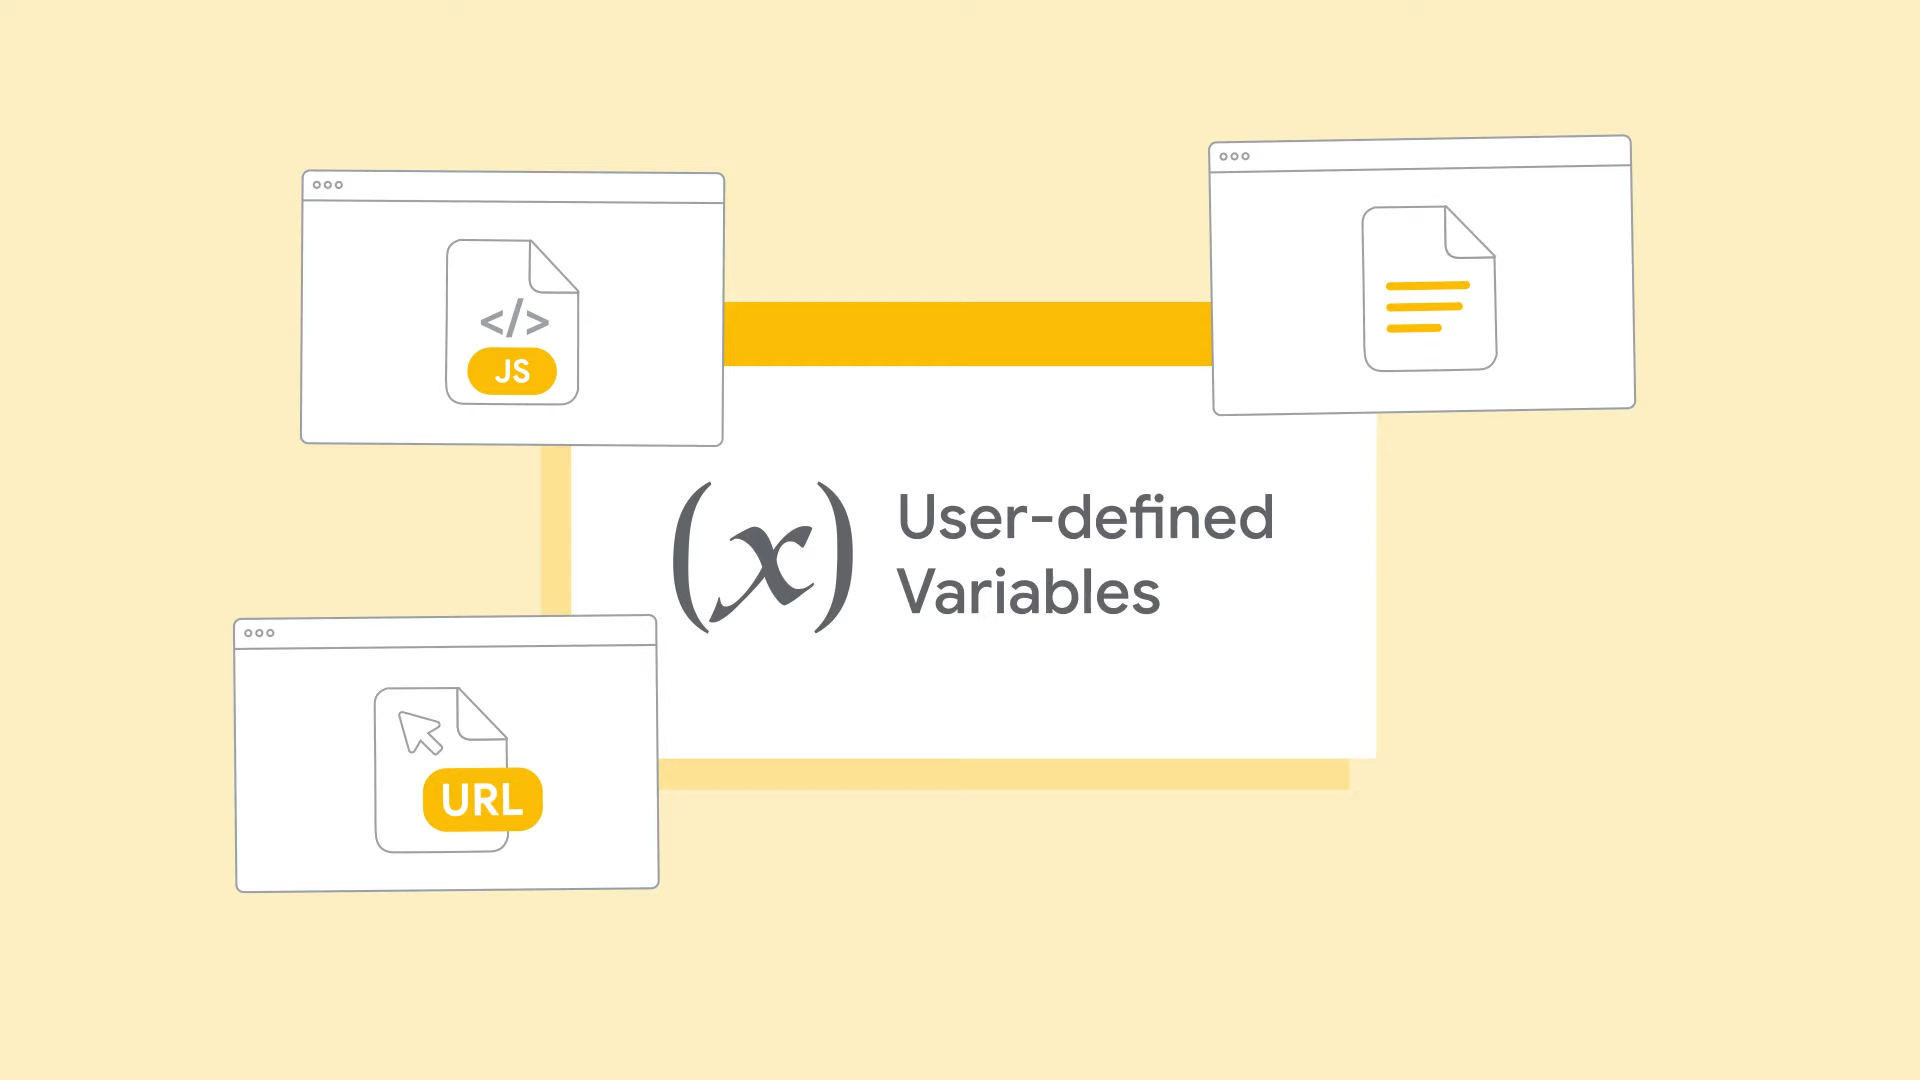 </>
JS
(x)
User-defined
Variables
URL